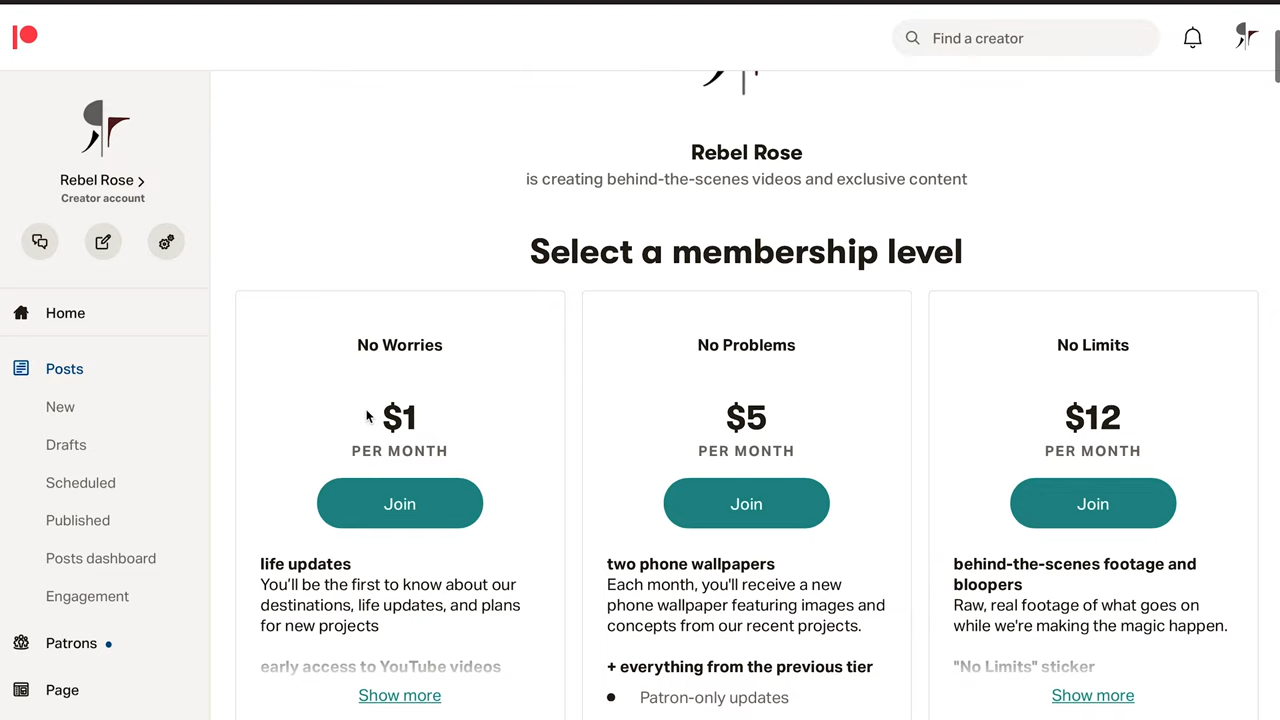 Find a creator
Rebel Rose
Creator account
Home
Posts
New
Drafts
Scheduled
Published
Posts dashboard
Engagement
Patrons
Page
Rebel Rose
is creating behind-the-scenes videos and exclusive content
Select a membership level
No Worries
$1
PER MONTH
Join
life updates
You'll be the first to know about our
destinations, life updates, and plans
for new projects
early access to YouTube videos
Show more
No Problems
$5
PER MONTH
Join
two phone wallpapers
Each month, you'll receive a new
phone wallpaper featuring images and
concepts from our recent projects.
+ everything from the previous tier
Patron-only updates
No Limits
$12
PER MONTH
Join
behind-the-scenes footage and
bloopers
Raw, real footage of what goes on
while we're making the magic happen.
"No Limits" sticker
Show more